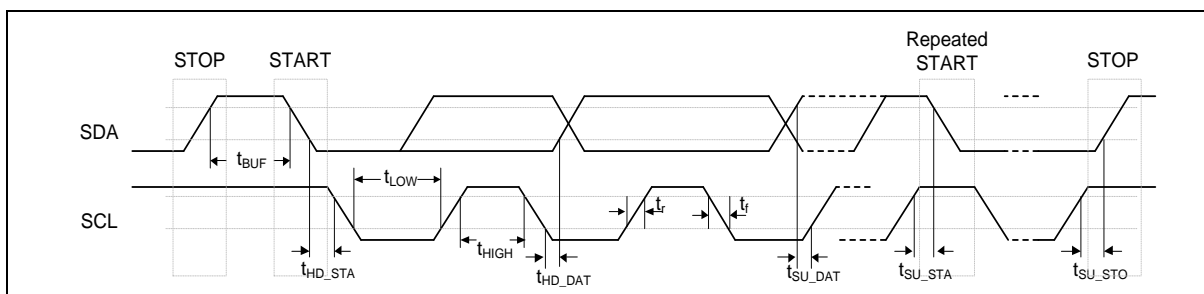 STOP
START
Repeated
START
STOP
SDA
tBUF
tLOW
SCL
tr
tf
tHIGH
tHD_STA
tHD_DAT
tSU_DAT
tSU_STA
tSU_STO